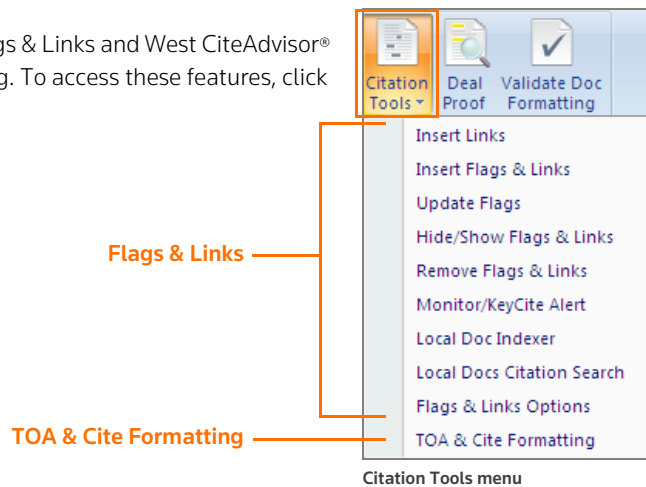 gs & Links and West CiteAdvisor®
g. To access these features, click
Citation Tools
Deal Proof
Validate Doc Formatting
Insert Links
Insert Flags & Links
Update Flags
Hide/Show Flags & Links
Remove Flags & Links
Monitor/KeyCite Alert
Local Doc Indexer
Local Docs Citation Search
Flags & Links Options
TOA & Cite Formatting
Flags & Links
TOA & Cite Formatting
Citation Tools menu